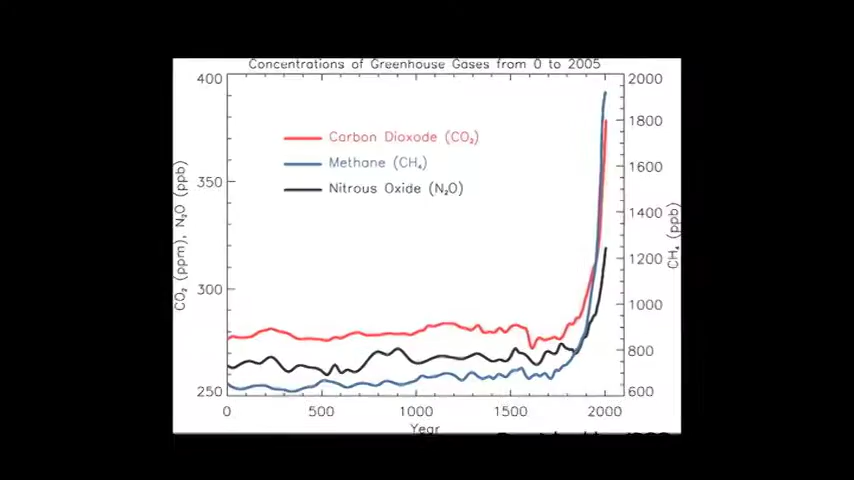 Concentrations of Greenhouse Gases from 0 to 2005
400
350
300
250
CO₂ (ppm), N₂O (ppb)
Carbon Dioxode (CO₂)
Methane (CH₄)
Nitrous Oxide (N₂O)
2000
1800
1600
1400
1200
1000
800
600
CH₄ (ppb)
0
500
1000
1500
2000
Year